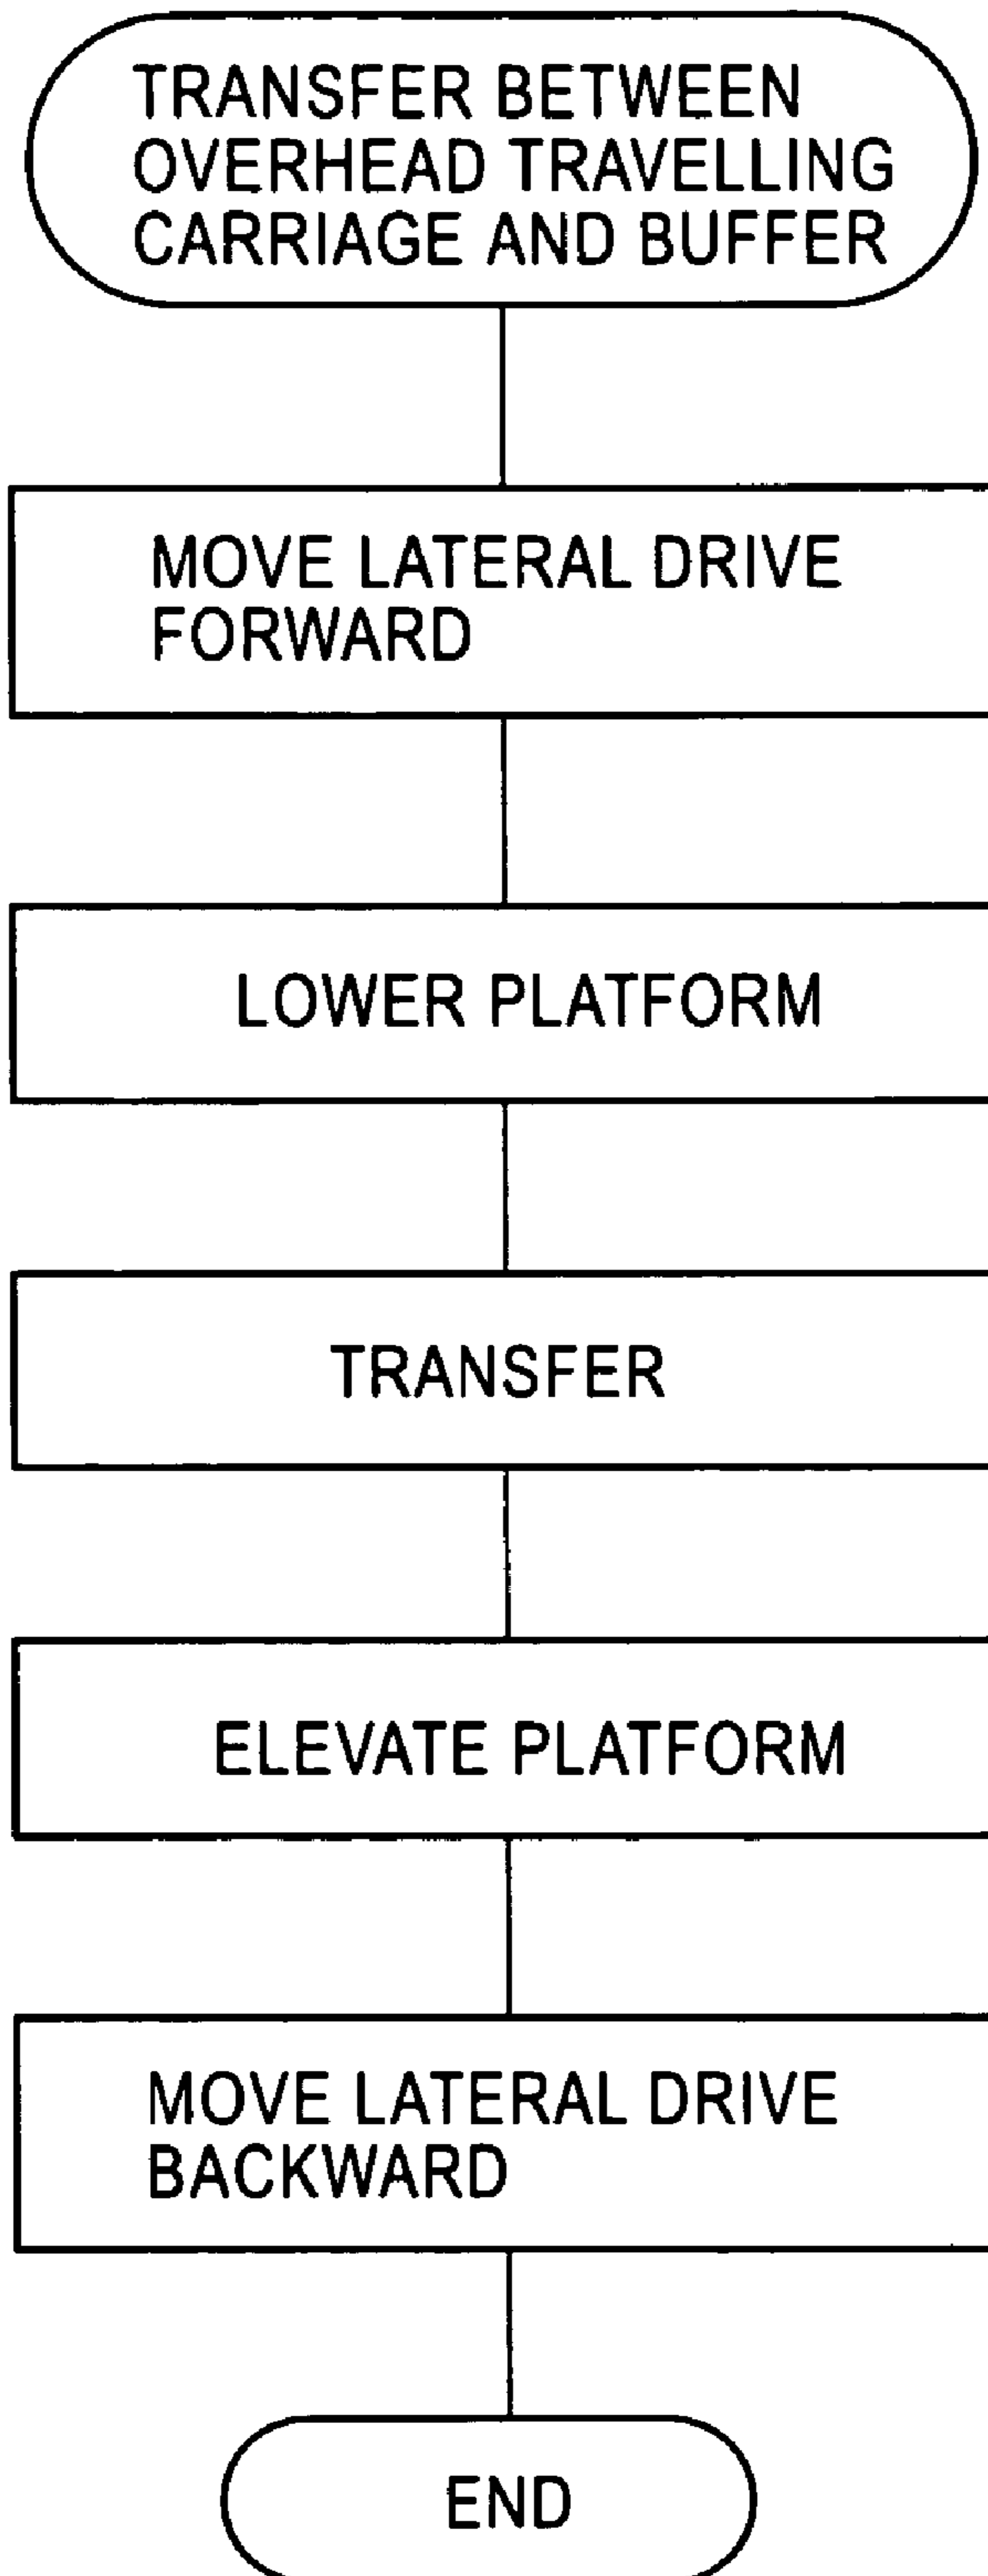 TRANSFER BETWEEN
OVERHEAD TRAVELLING
CARRIAGE AND BUFFER
MOVE LATERAL DRIVE
FORWARD
LOWER PLATFORM
TRANSFER
ELEVATE PLATFORM
MOVE LATERAL DRIVE
BACKWARD
END